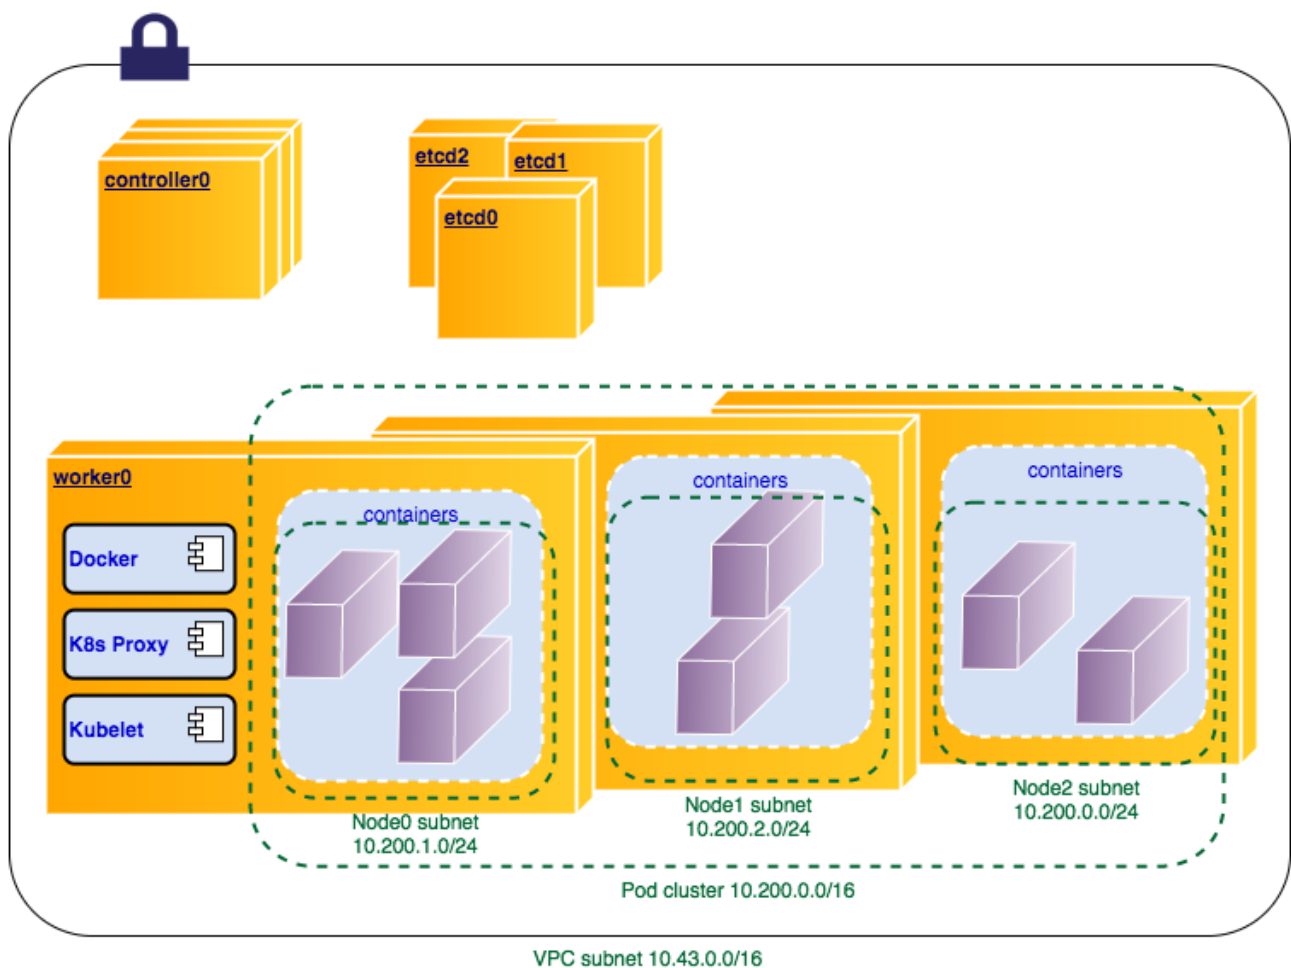 controller0
etcd2
etcd1
etcd0
worker0
Docker
K8s Proxy
Kubelet
containers
containers
containers
Node0 subnet
10.200.1.0/24
Node1 subnet
10.200.2.0/24
Node2 subnet
10.200.0.0/24
Pod cluster 10.200.0.0/16
VPC subnet 10.43.0.0/16